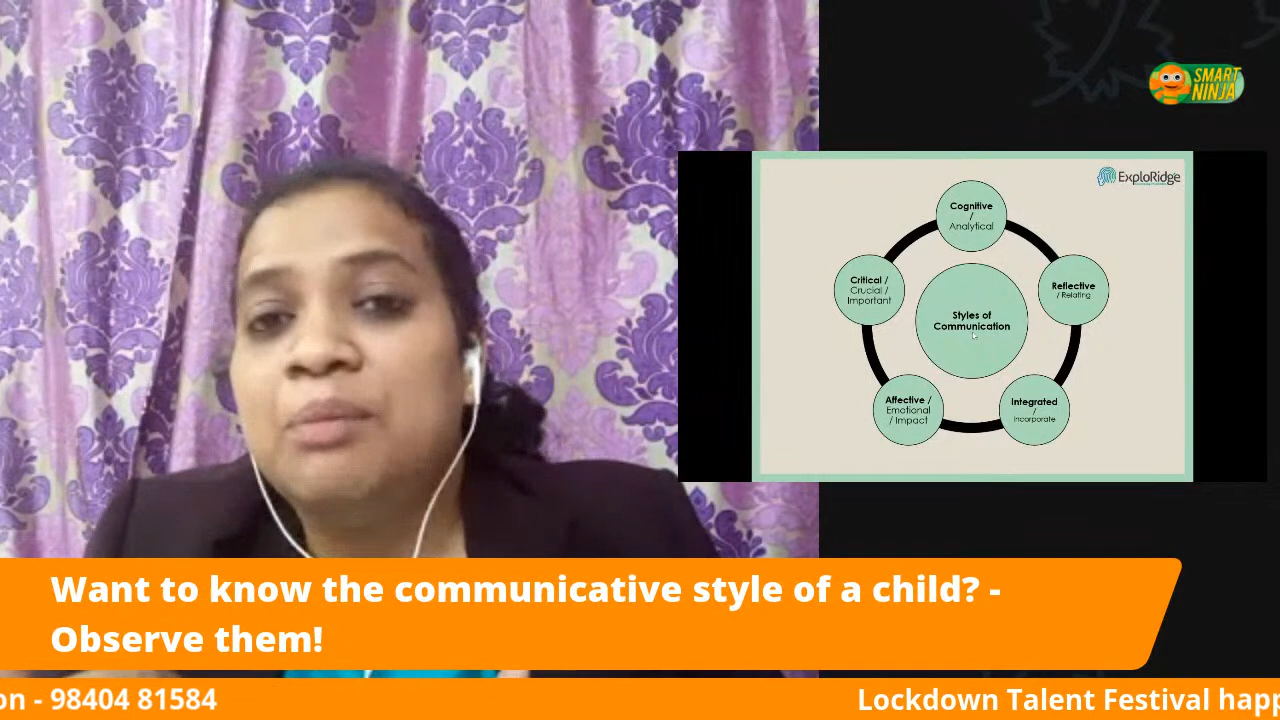 SMART
NINJA
ExploRidge
Cognitive
/
Analytical
Critical /
Crucial /
Important
Reflective
/ Relating
Styles of
Communication
Affective /
Emotional
/ Impact
Integrated
/
Incorporate
Want to know the communicative style of a child? -
Observe them!
on - 98404 81584
Lockdown Talent Festival happ